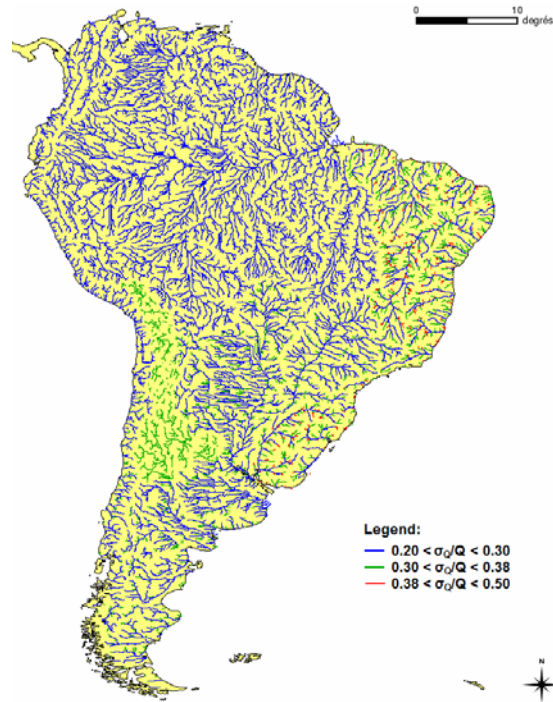 0 10
degrés
Legend:
0.20 < σQ/Q < 0.30
0.30 < σQ/Q < 0.38
0.38 < σQ/Q < 0.50
N